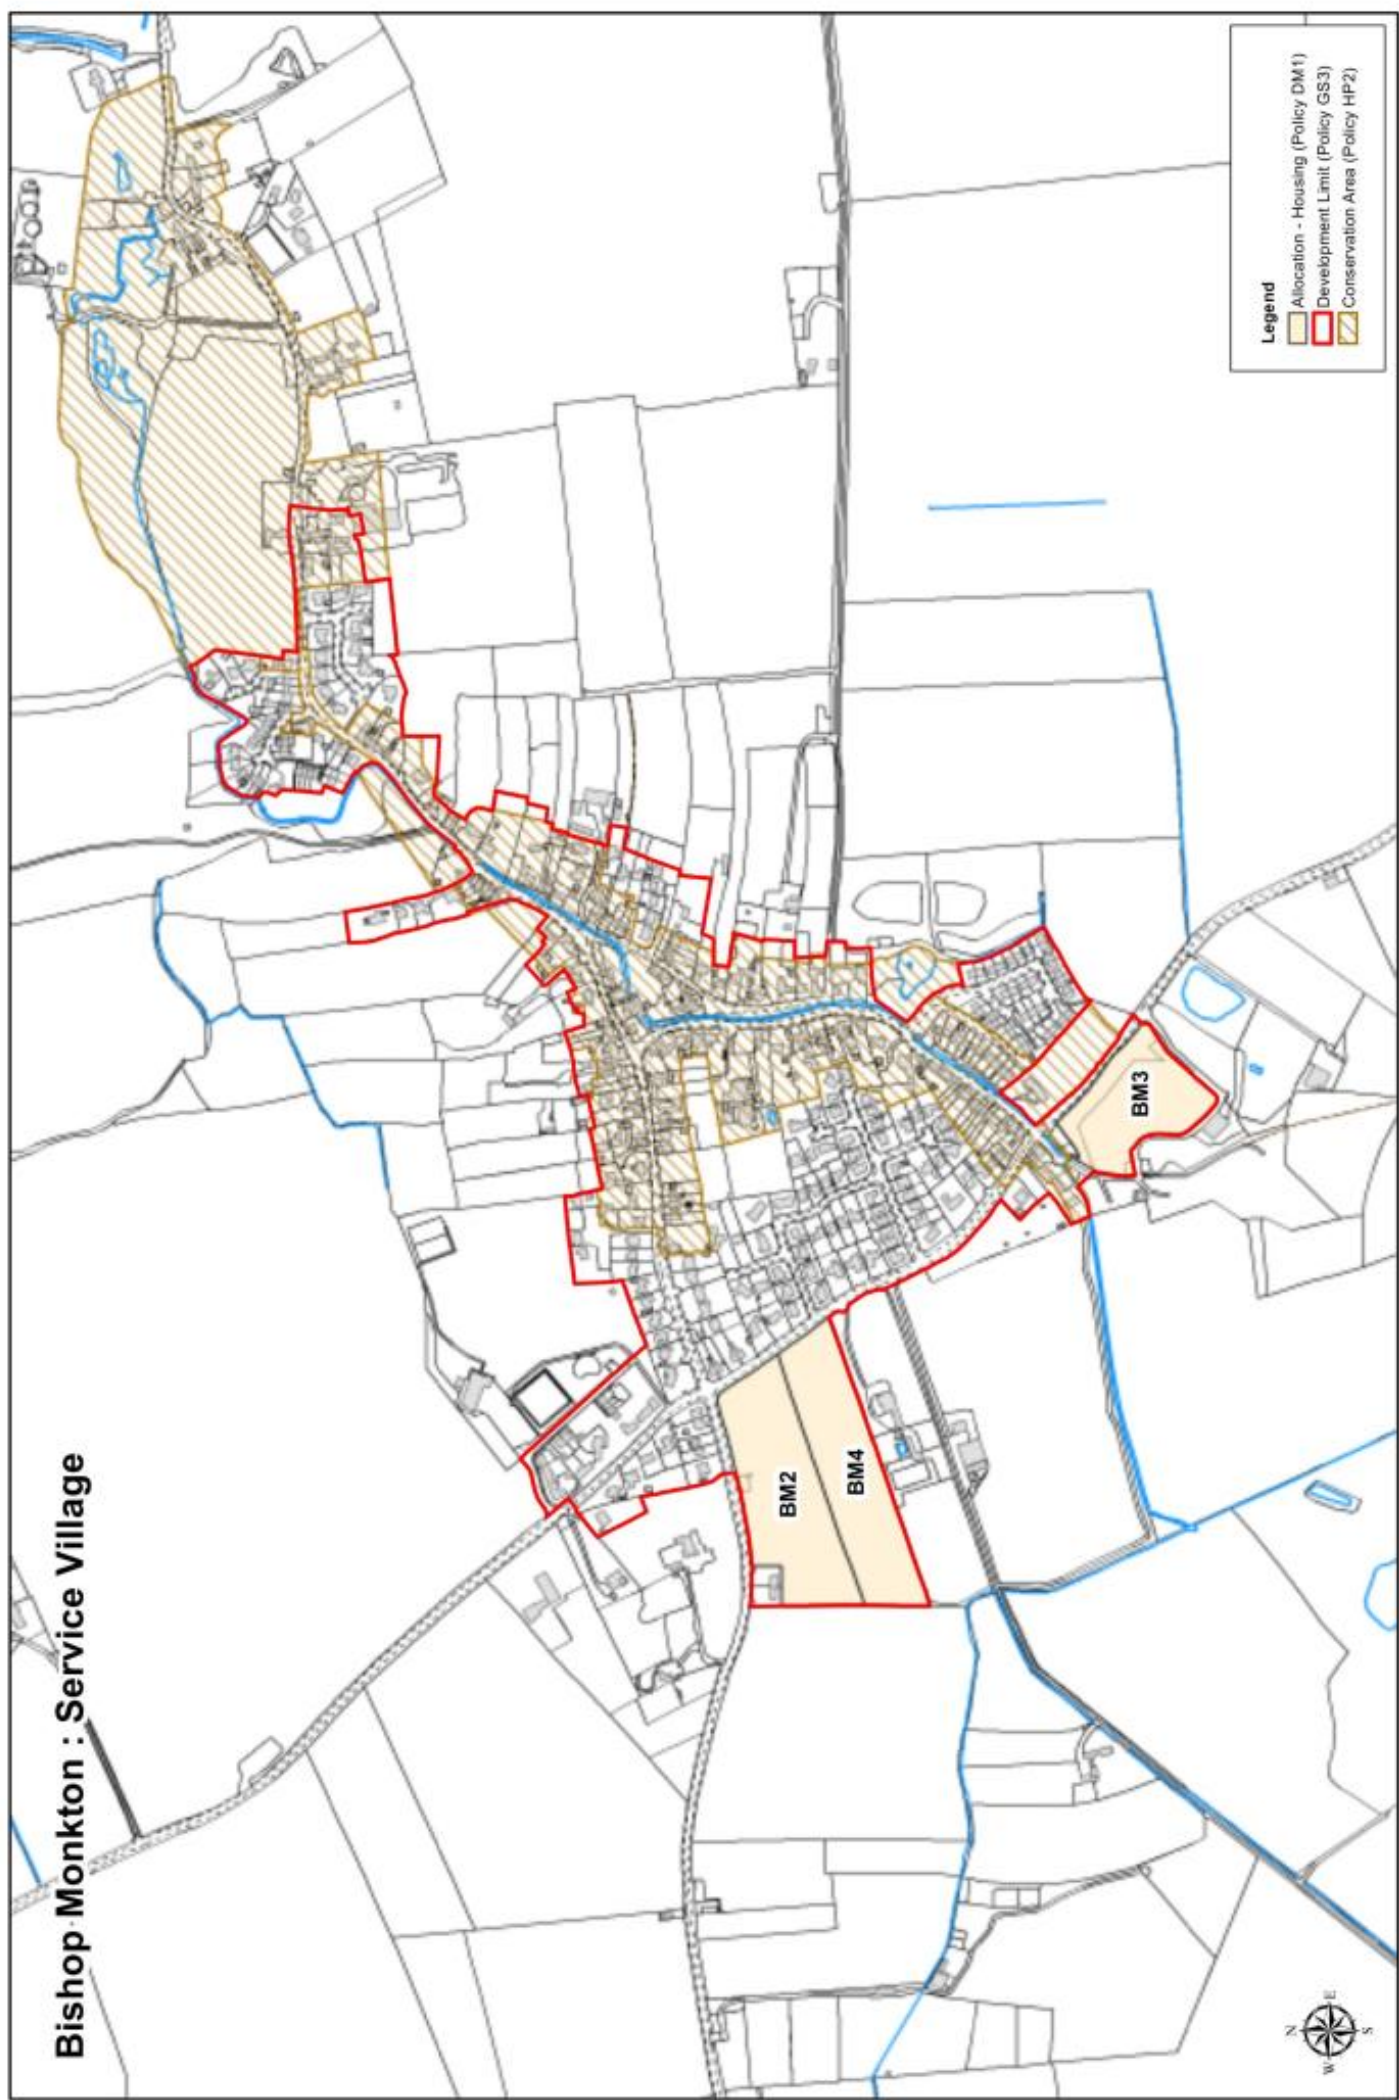 Bishop Monkton : Service Village
BM2
BM4
BM3
Legend
Allocation - Housing (Policy DM1)
Development Limit (Policy GS3)
Conservation Area (Policy HP2)
N
W E
S